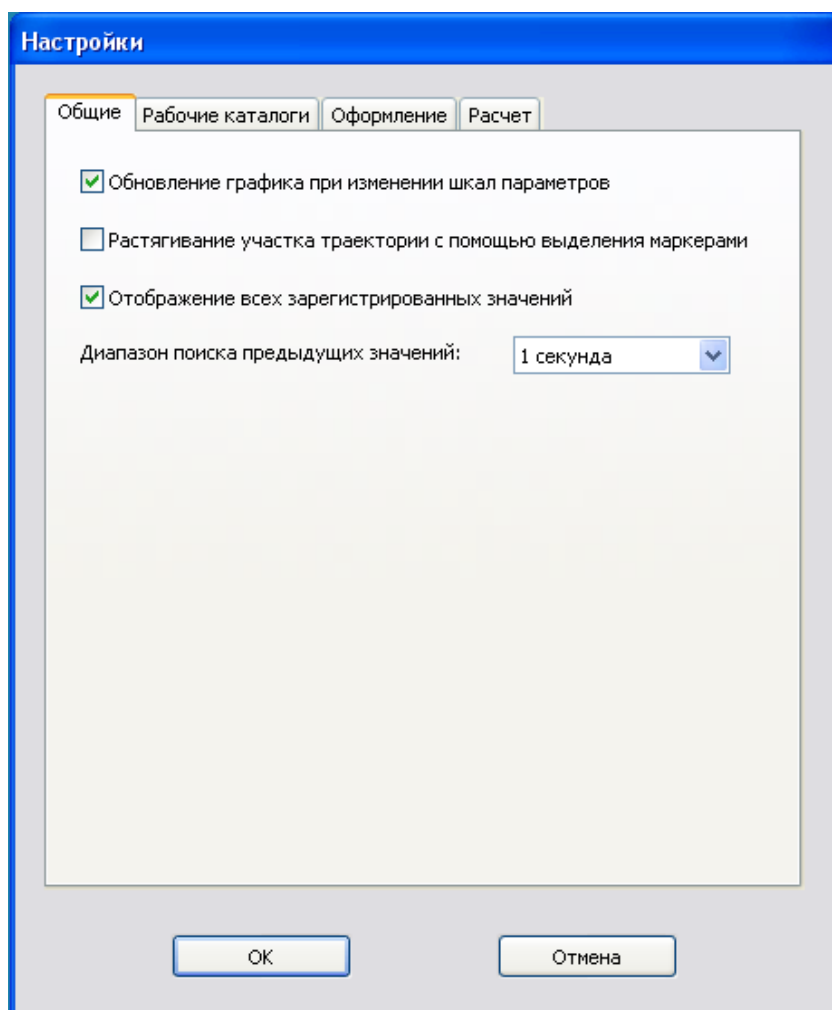 Настройки
Общие Рабочие каталоги Оформление Расчет
Обновление графика при изменении шкал параметров
Растягивание участка траектории с помощью выделения маркерами
Отображение всех зарегистрированных значений
Диапазон поиска предыдущих значений: 1 секунда
ОК Отмена